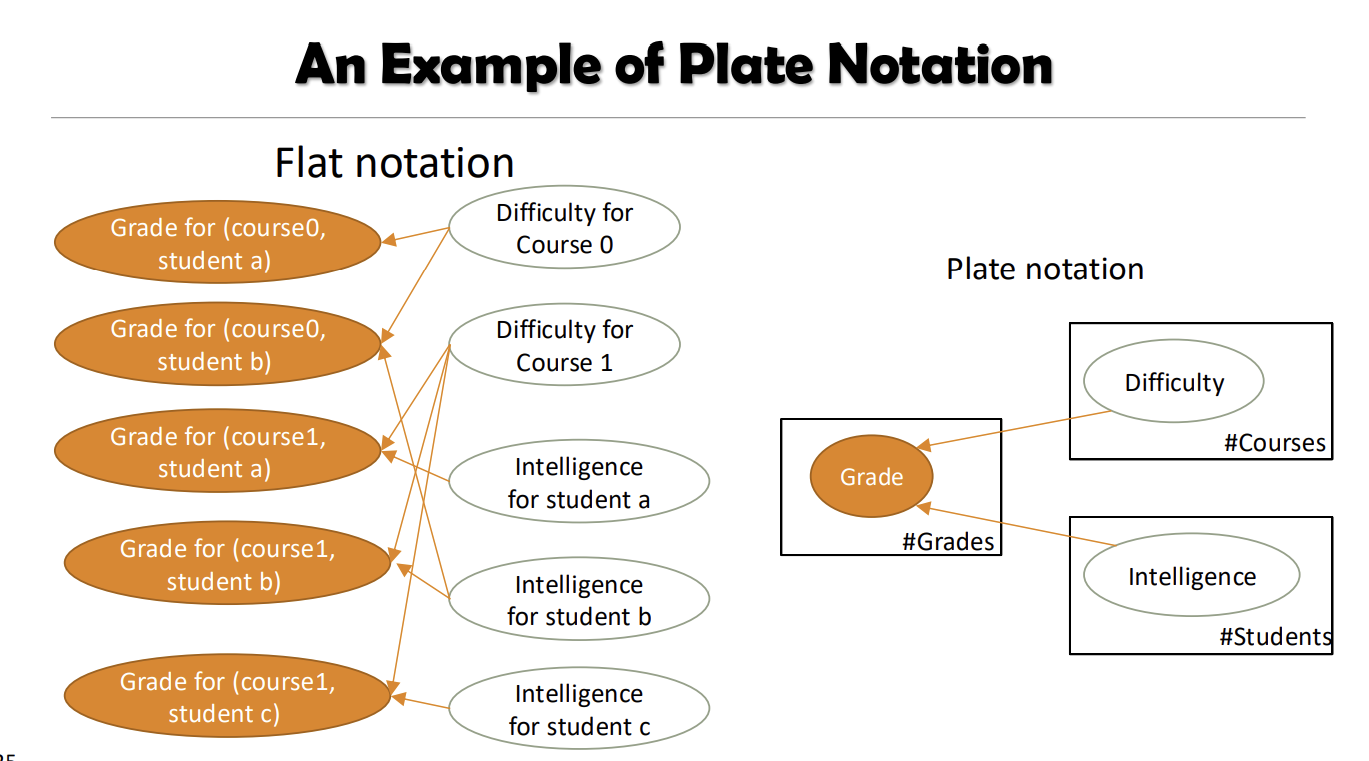 An Example of Plate Notation
Flat notation
Grade for (course0,
student a)
Grade for (course0,
student b)
Grade for (course1,
student a)
Grade for (course1,
student b)
Grade for (course1,
student c)
Difficulty for
Course 0
Difficulty for
Course 1
Intelligence
for student a
Intelligence
for student b
Intelligence
for student c
Plate notation
Difficulty
#Courses
Grade
#Grades
Intelligence
#Students